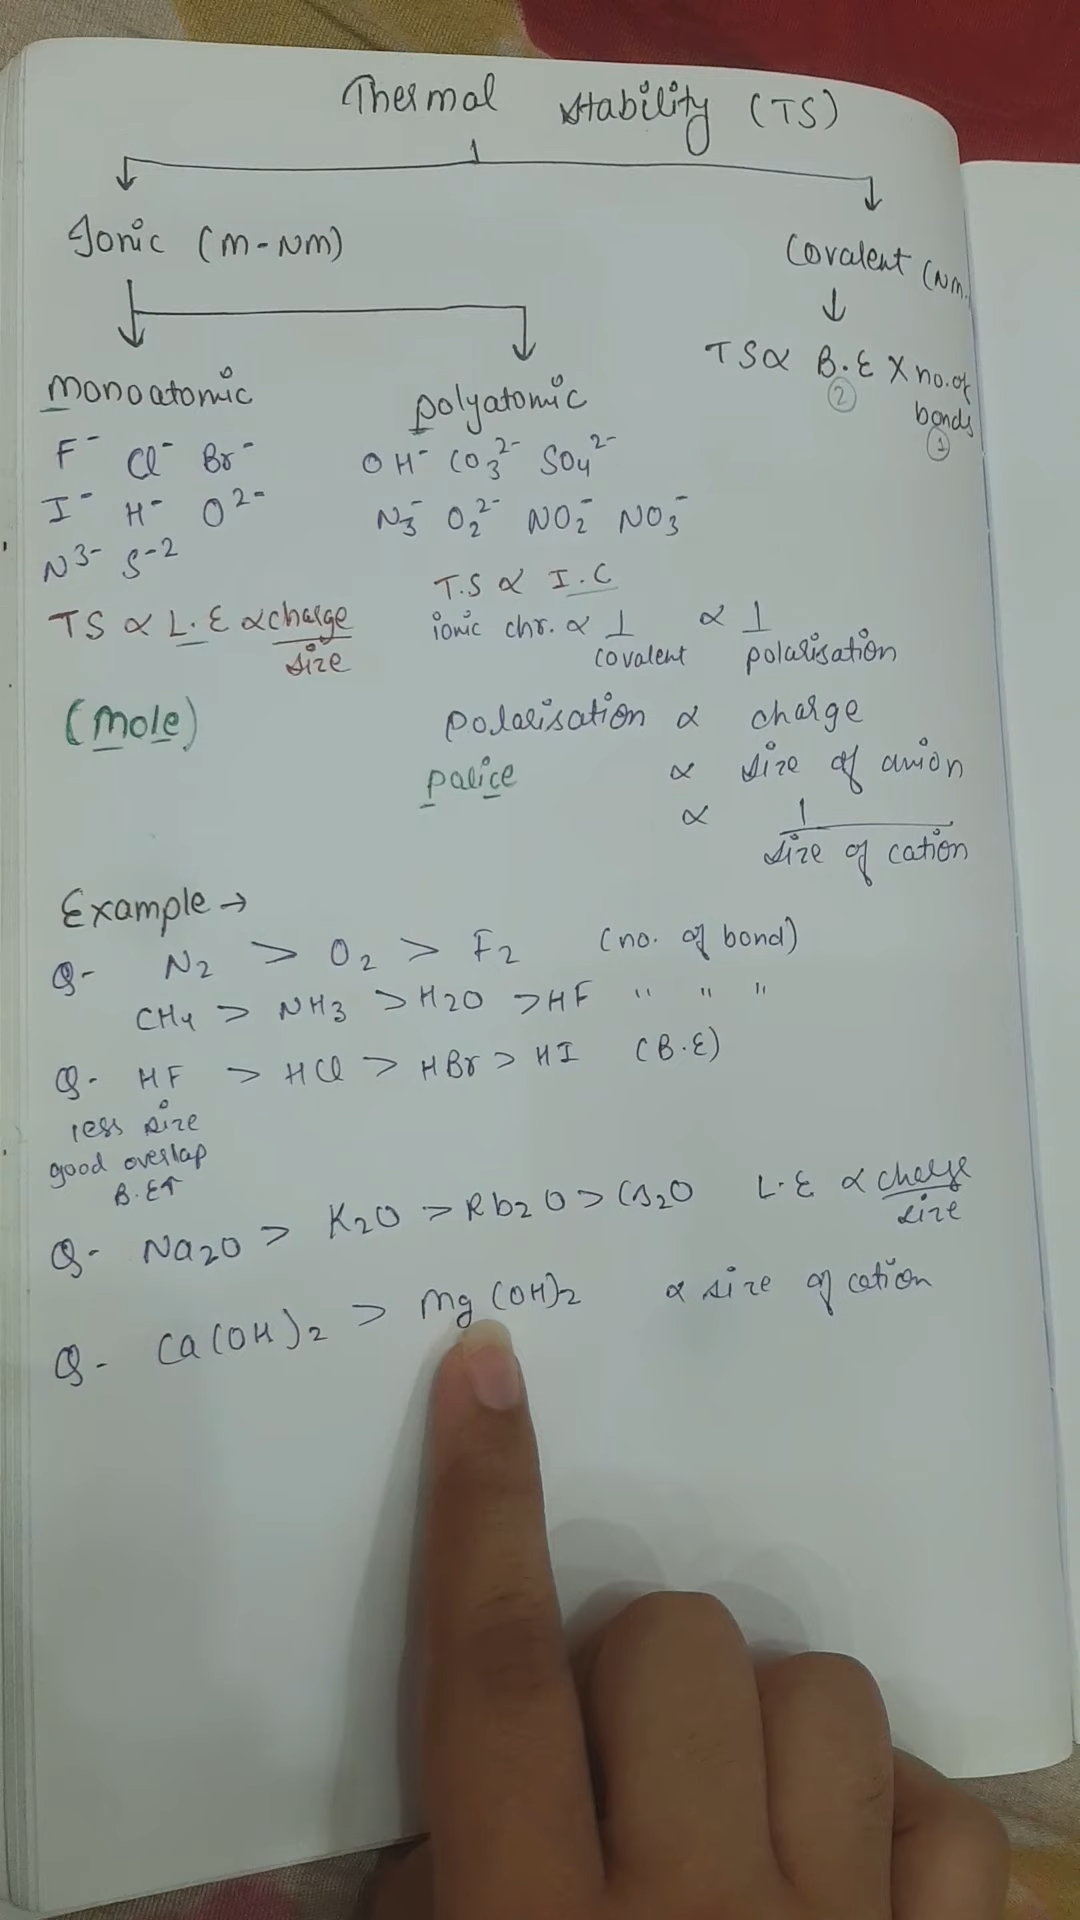 Thermal stability (TS)
Ionic (M-NM)
Covalent (NM.
monoatomic
polyatomic
TS∝ B.E X no. of bonds
② ①
F⁻ Cl⁻ Br⁻
I⁻ H⁻ O²⁻
N³⁻ S⁻²
OH⁻ CO₃²⁻ SO₄²⁻
N₃⁻ O₂²⁻ NO₂⁻ NO₃⁻
TS ∝ L.E ∝ charge/size
T.S ∝ I.C
ionic chr. ∝ 1/covalent ∝ 1/polarisation
(Mole)
polarisation ∝ charge
palice
∝ size of anion
∝ 1/size of cation
Example →
Q- N₂ > O₂ > F₂ (no. of bond)
CH₄ > NH₃ > H₂O > HF " " "
Q- HF > HCl > HBr > HI (B.E)
less size
good overlap
B.E↑
Q- Na₂O > K₂O > Rb₂O > Cs₂O L.E ∝ charge/size
Q- Ca(OH)₂ > Mg(OH)₂ ∝ size of cation